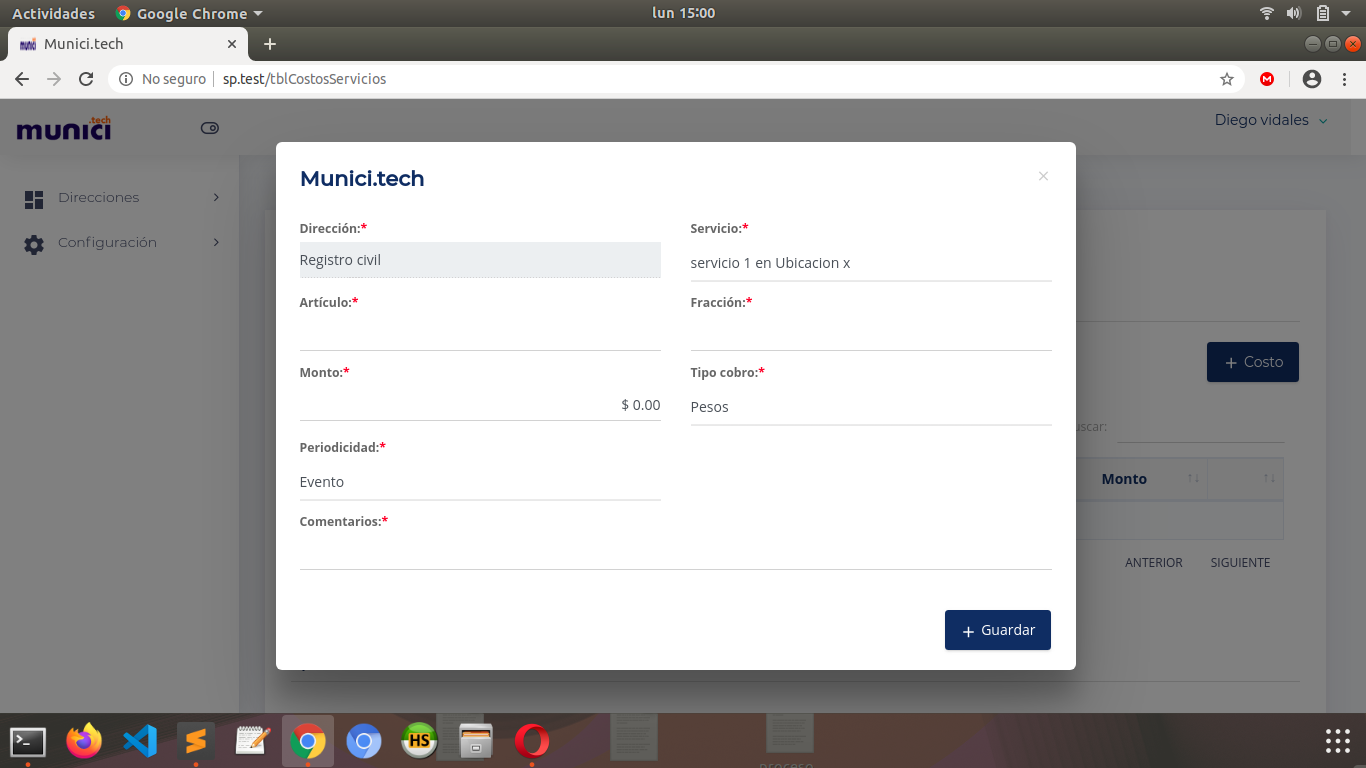 Actividades Google Chrome lun 15:00
Munici.tech
No seguro sp.test/tblCostosServicios
munici.tech
Diego vidales
Direcciones
Configuración
Munici.tech
Dirección:* Servicio:*
Registro civil servicio 1 en Ubicacion x
Artículo:* Fracción:*
Monto:* Tipo cobro:*
$ 0.00 Pesos
Periodicidad:*
Evento
Comentarios:*
+ Guardar
+ Costo
uscar:
Monto
ANTERIOR SIGUIENTE
HS
proceso